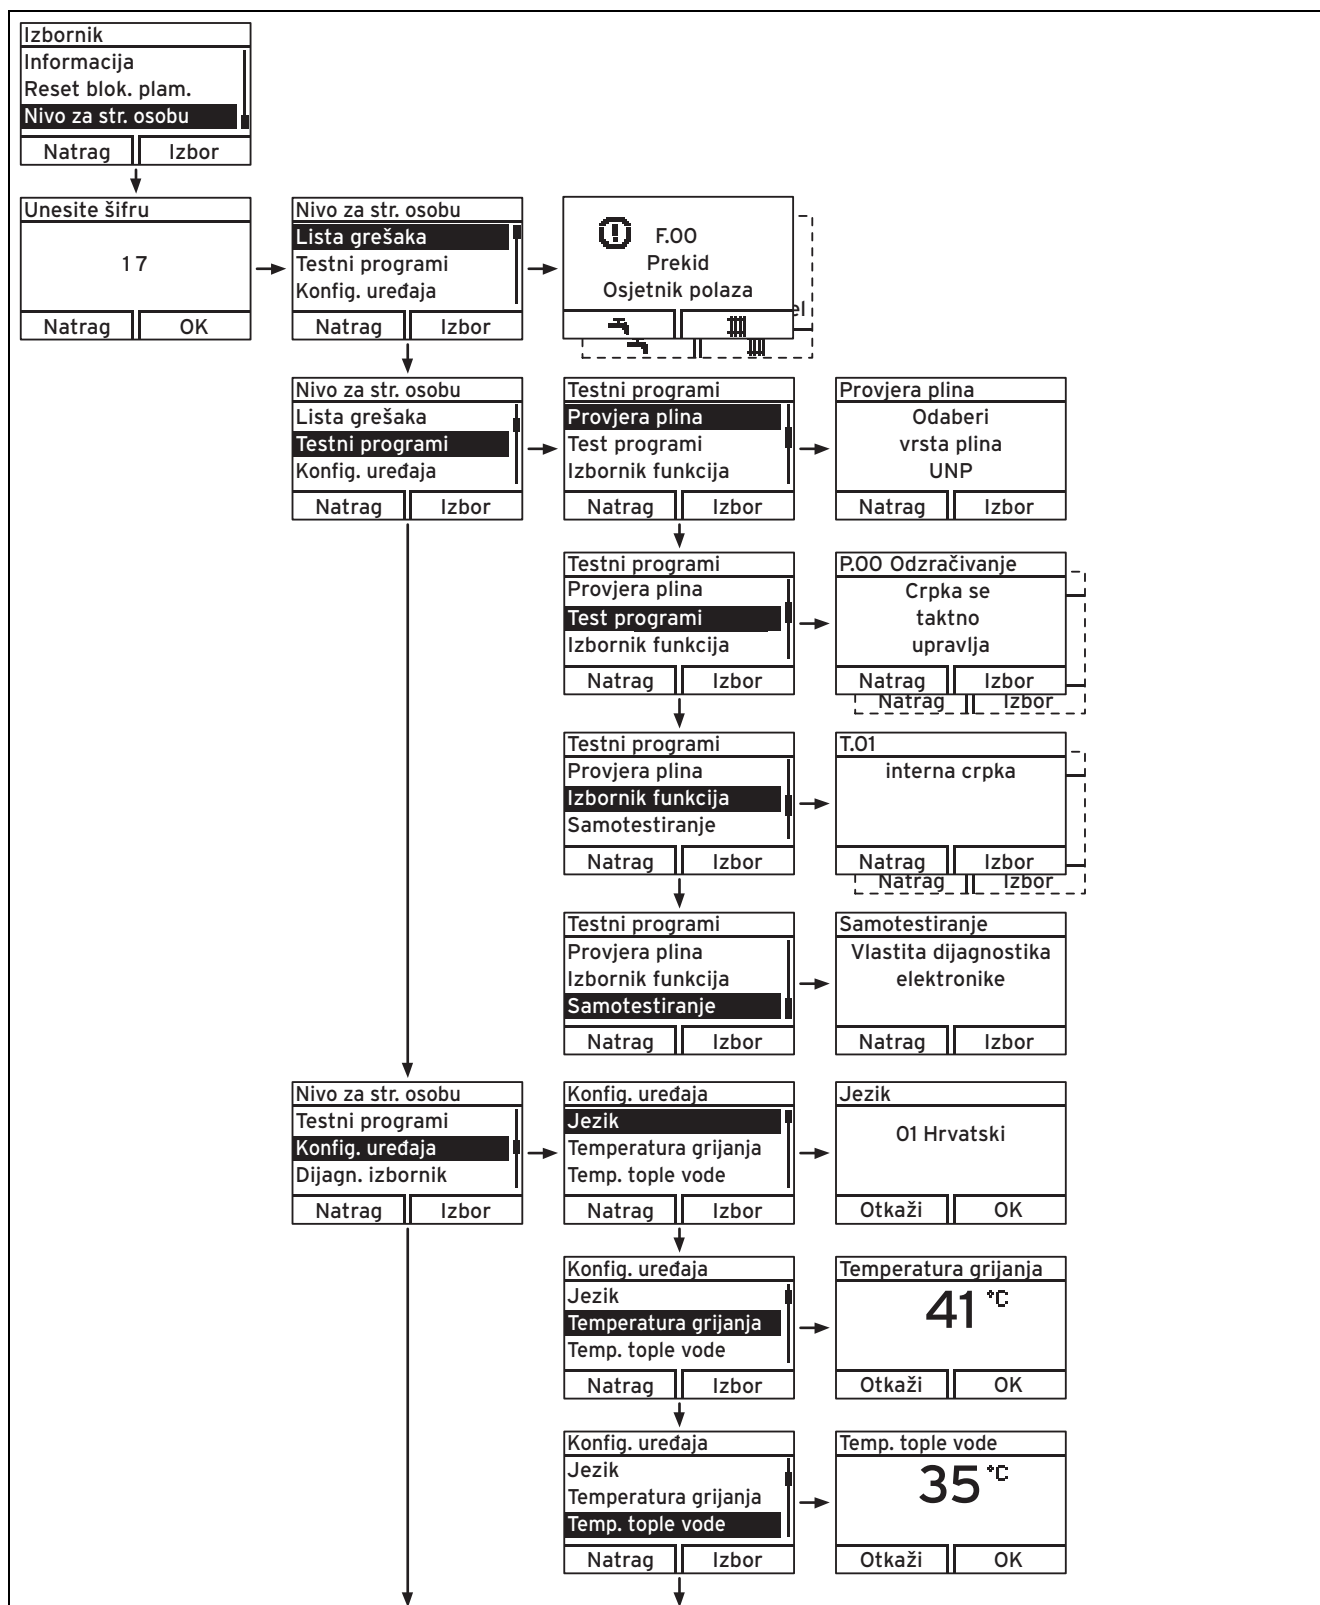 Izbornik
Informacija
Reset blok. plam.
Nivo za str. osobu
Natrag Izbor
Unesite šifru
17
Natrag OK
Nivo za str. osobu
Lista grešaka
Testni programi
Konfig. uređaja
Natrag Izbor
F.00
Prekid
Osjetnik polaza
el
Nivo za str. osobu
Lista grešaka
Testni programi
Konfig. uređaja
Natrag Izbor
Testni programi
Provjera plina
Test programi
Izbornik funkcija
Natrag Izbor
Provjera plina
Odaberi
vrsta plina
UNP
Natrag Izbor
Testni programi
Provjera plina
Test programi
Izbornik funkcija
Natrag Izbor
P.00 Odzračivanje
Crpka se
taktno
upravlja
Natrag Izbor
Natrag Izbor
Testni programi
Provjera plina
Izbornik funkcija
Samotestiranje
Natrag Izbor
T.01
interna crpka
Natrag Izbor
Natrag Izbor
Testni programi
Provjera plina
Izbornik funkcija
Samotestiranje
Natrag Izbor
Samotestiranje
Vlastita dijagnostika
elektronike
Natrag Izbor
Nivo za str. osobu
Testni programi
Konfig. uređaja
Dijagn. izbornik
Natrag Izbor
Konfig. uređaja
Jezik
Temperatura grijanja
Temp. tople vode
Natrag Izbor
Jezik
01 Hrvatski
Otkaži OK
Konfig. uređaja
Jezik
Temperatura grijanja
Temp. tople vode
Natrag Izbor
Temperatura grijanja
41 °C
Otkaži OK
Konfig. uređaja
Jezik
Temperatura grijanja
Temp. tople vode
Natrag Izbor
Temp. tople vode
35 °C
Otkaži OK